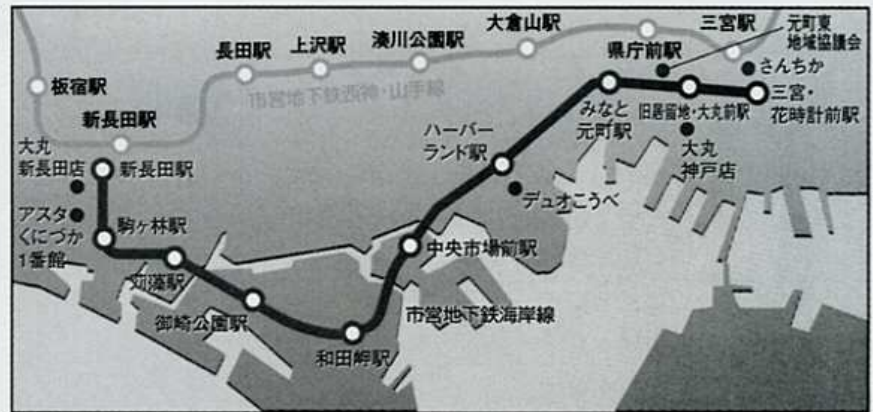 元町東
地域協議会
三宮駅
大倉山駅
県庁前駅
湊川公園駅
上沢駅
長田駅
さんちか
板宿駅
市営地下鉄西神・山手線
新長田駅
みなと
元町駅
旧居留地・大丸前駅
三宮・
花時計前駅
ハーバー
ランド駅
大丸
新長田店
新長田駅
大丸
神戸店
デュオこうべ
アスタ
くにづか
1番館
駒ヶ林駅
中央市場前駅
苅藻駅
御崎公園駅
市営地下鉄海岸線
和田岬駅